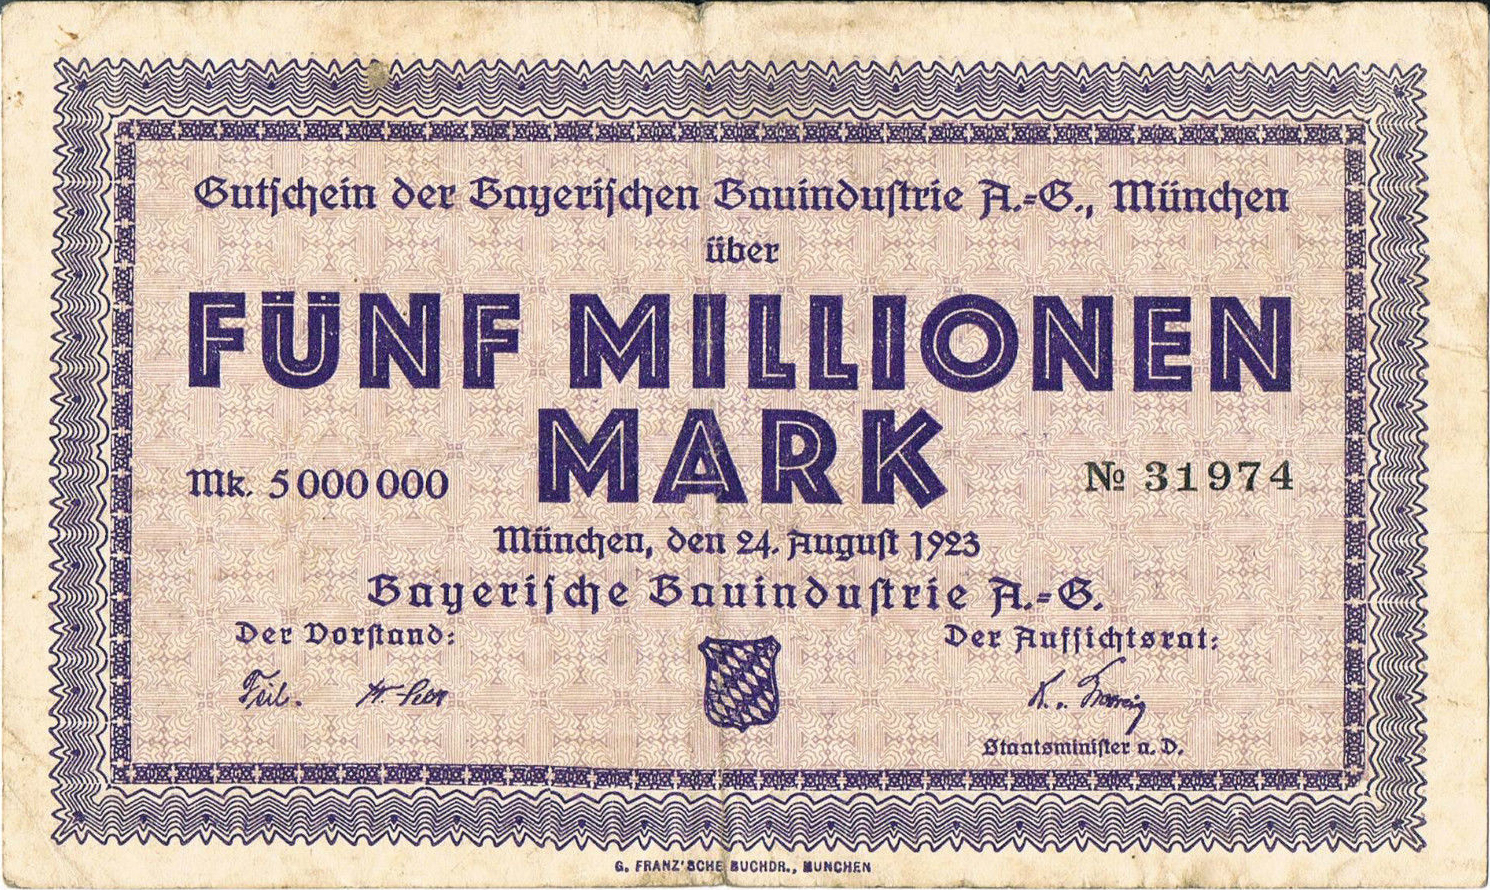 Gutschein der Bayerischen Bauindustrie A.=G., München
über
FÜNF MILLIONEN
MARK
Mk. 5000000
№ 31974
München, den 24. August 1923
Bayerische Bauindustrie A.=G.
Der Vorstand:
Der Aufsichtsrat:
Staatsminister a. D.
G. FRANZ'SCHE BUCHDR., MUNCHEN